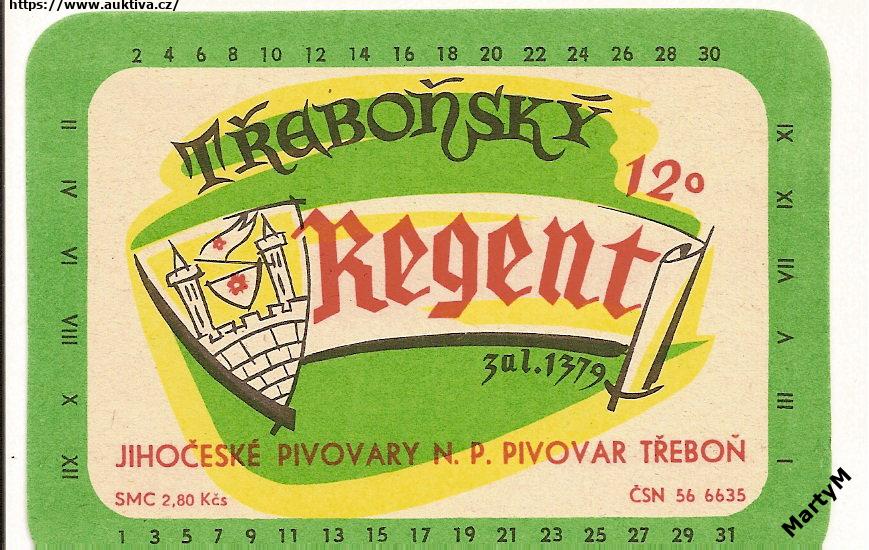 https://www.auktiva.cz/
2 4 6 8 10 12 14 16 18 20 22 24 26 28 30
II IV VI VIII X XII
XI IX VII V III I
TŘEBOŇSKÝ
12°
Regent
zal. 1379
JIHOČESKÉ PIVOVARY N. P. PIVOVAR TŘEBOŇ
SMC 2,80 Kčs
ČSN 56 6635
1 3 5 7 9 11 13 15 17 19 21 23 25 27 29 31
MartyM